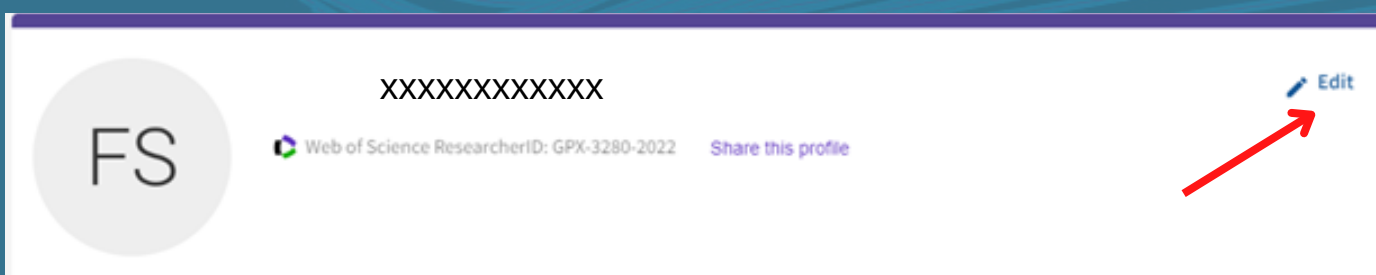 XXXXXXXXXXXX
Edit
FS
Web of Science ResearcherID: GPX-3280-2022 Share this profile